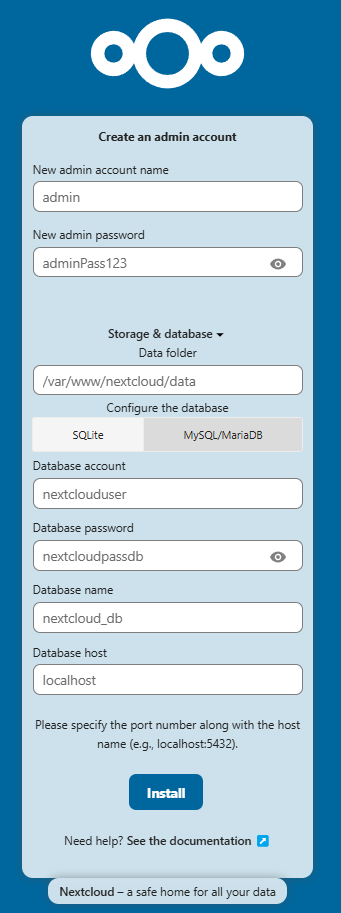 Create an admin account
New admin account name
admin
New admin password
adminPass123
Storage & database
Data folder
/var/www/nextcloud/data
Configure the database
SQLite MySQL/MariaDB
Database account
nextclouduser
Database password
nextcloudpassdb
Database name
nextcloud_db
Database host
localhost
Please specify the port number along with the host
name (e.g., localhost:5432).
Install
Need help? See the documentation
Nextcloud – a safe home for all your data